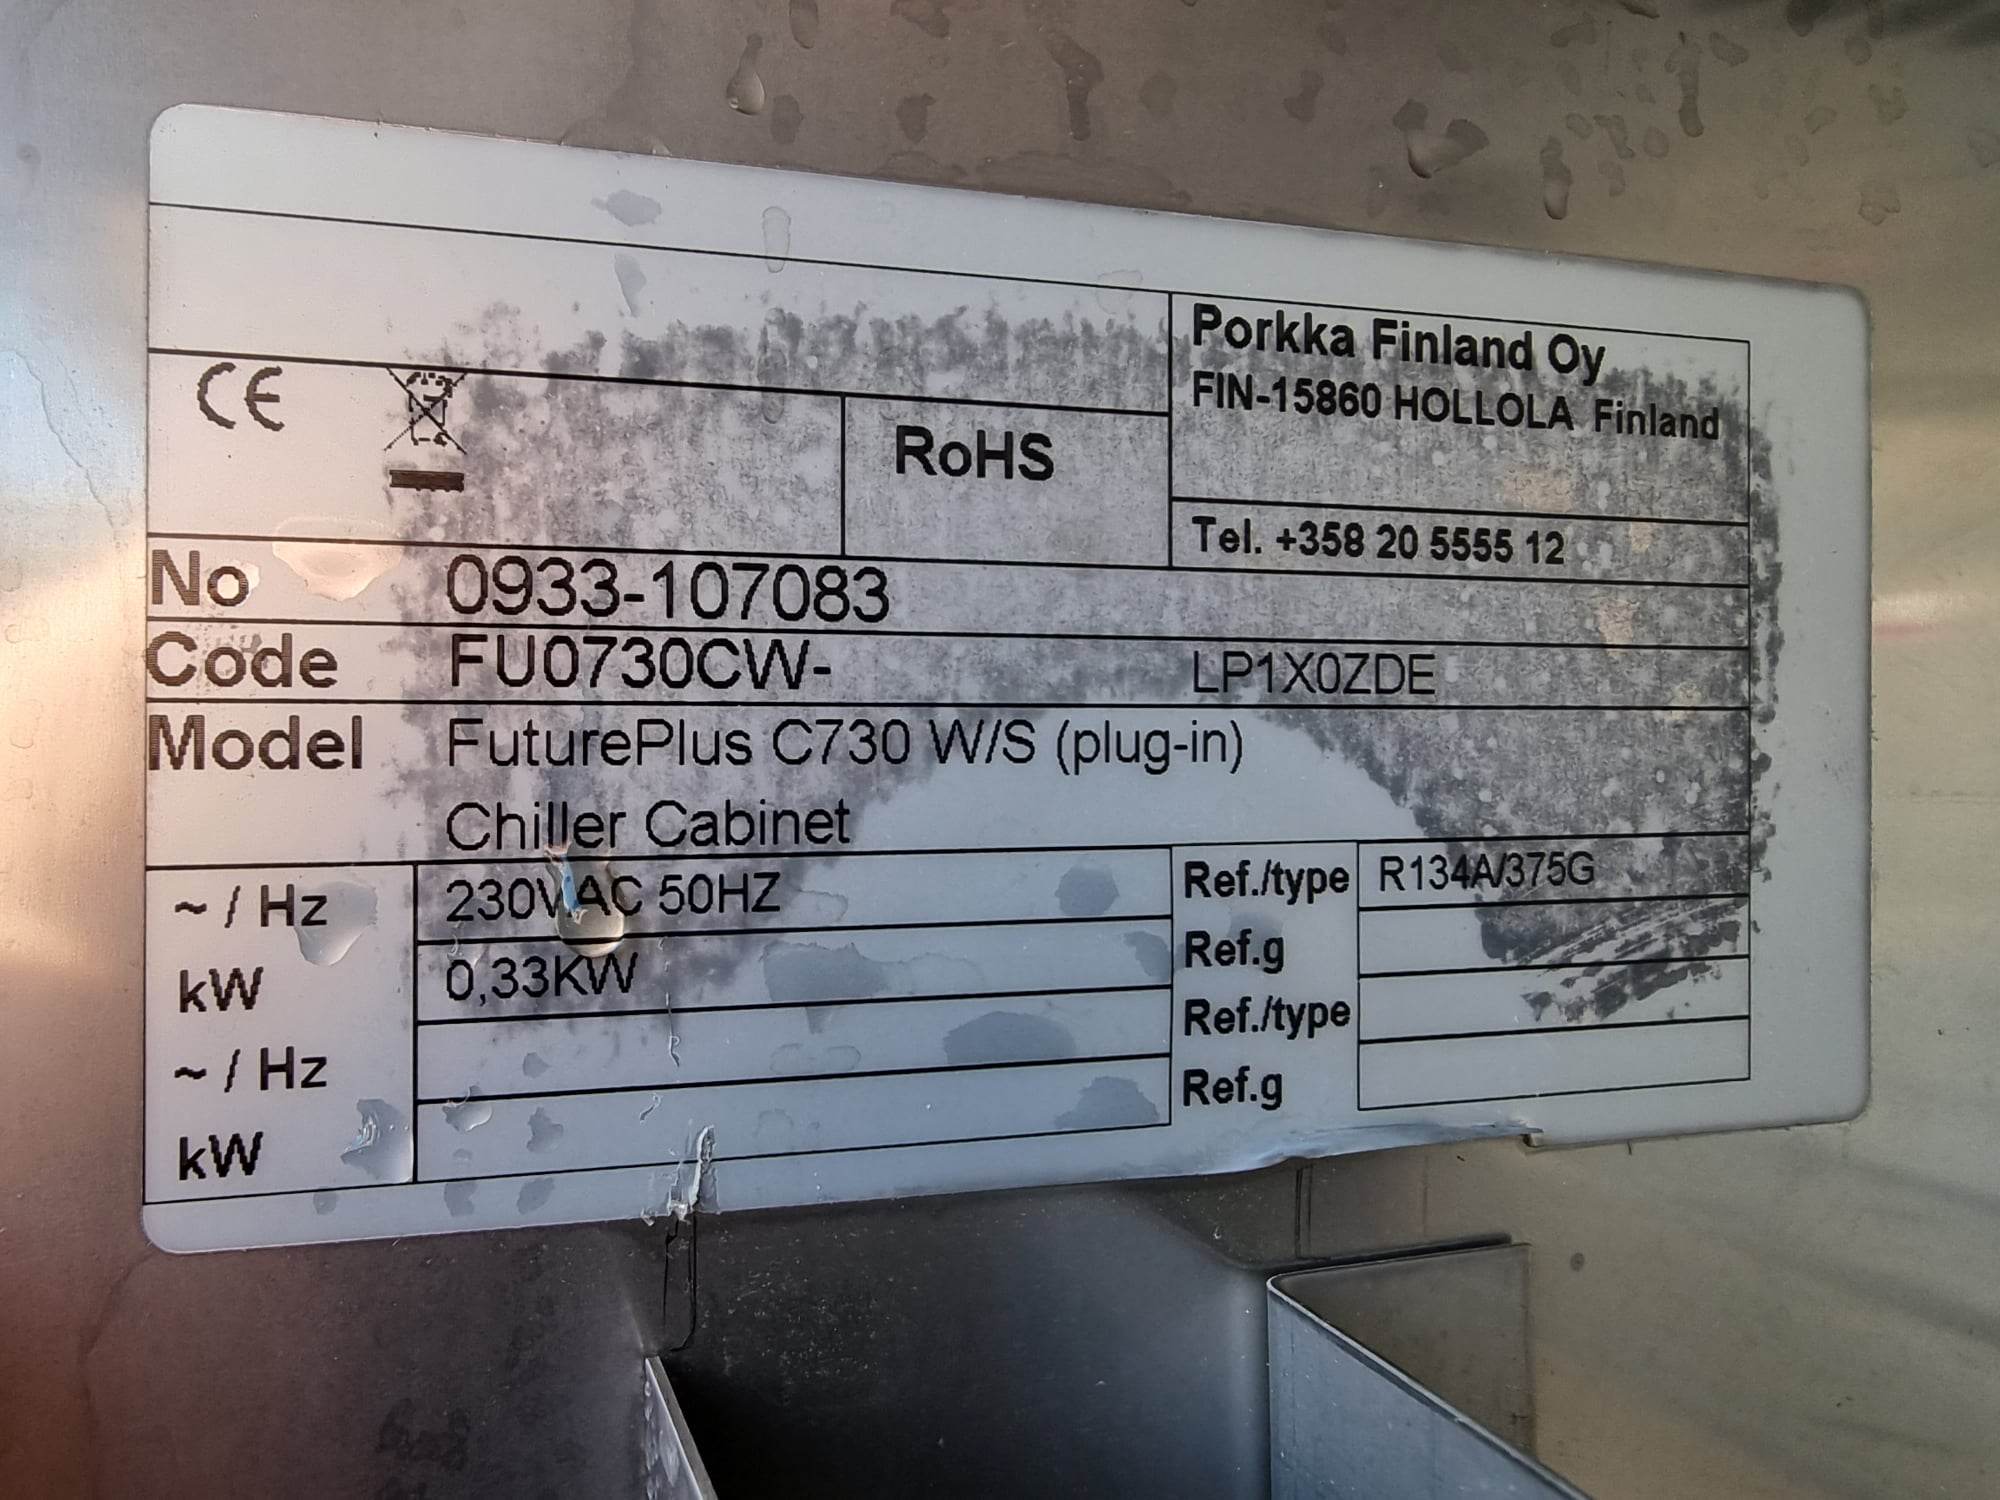 CE
RoHS
Porkka Finland Oy
FIN-15860 HOLLOLA Finland
Tel. +358 20 5555 12
No 0933-107083
Code FU0730CW- LP1X0ZDE
Model FuturePlus C730 W/S (plug-in)
Chiller Cabinet
~ / Hz 230VAC 50HZ Ref./type R134A/375G
kW 0,33KW Ref.g
~ / Hz Ref./type
kW Ref.g